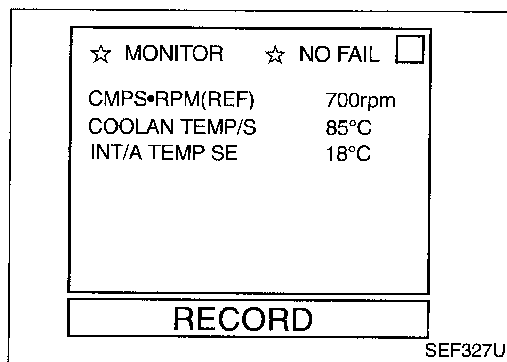 ☆ MONITOR ☆ NO FAIL
CMPS•RPM(REF) 700rpm
COOLAN TEMP/S 85°C
INT/A TEMP SE 18°C
RECORD
SEF327U